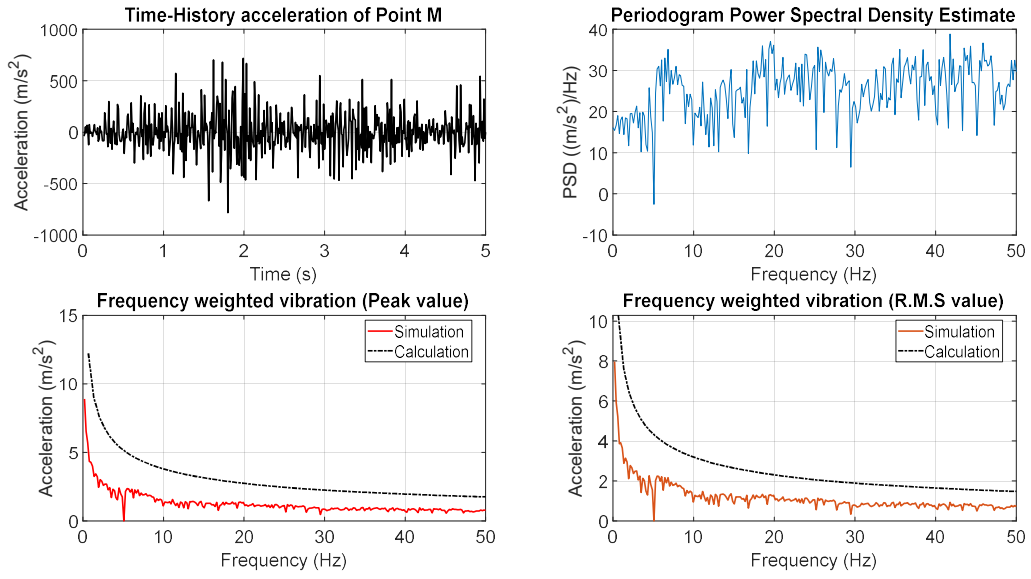 Time-History acceleration of Point M
Acceleration (m/s²)
1000
500
0
-500
-1000
0 1 2 3 4 5
Time (s)
Periodogram Power Spectral Density Estimate
PSD ((m/s²)/Hz)
40
30
20
10
0
-10
0 10 20 30 40 50
Frequency (Hz)
Frequency weighted vibration (Peak value)
Acceleration (m/s²)
15
10
5
0
Simulation
Calculation
0 10 20 30 40 50
Frequency (Hz)
Frequency weighted vibration (R.M.S value)
Acceleration (m/s²)
10
8
6
4
2
0
Simulation
Calculation
0 10 20 30 40 50
Frequency (Hz)